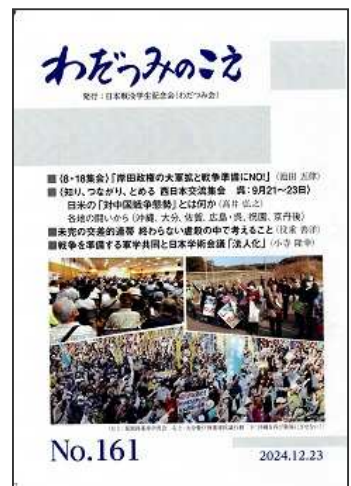 わだつみのこえ
発行:日本戦没学生記念会(わだつみ会)
■〈8・18集会〉「岸田政権の大軍拡と戦争準備にNO!」(池田 五律)
■〈知り、つながり、とめる 西日本交流集会 呉:9月21~23日〉
日米の「対中国戦争態勢」とは何か(高井 弘之)
各地の闘いから(沖縄、大分、佐賀、広島・呉、祝園、京丹後)
■未完の交差的連帯 終わらない虐殺の中で考えること(役重 善洋)
■戦争を準備する軍学共同と日本学術会議「法人化」(小寺 隆幸)
No.161
2024.12.23